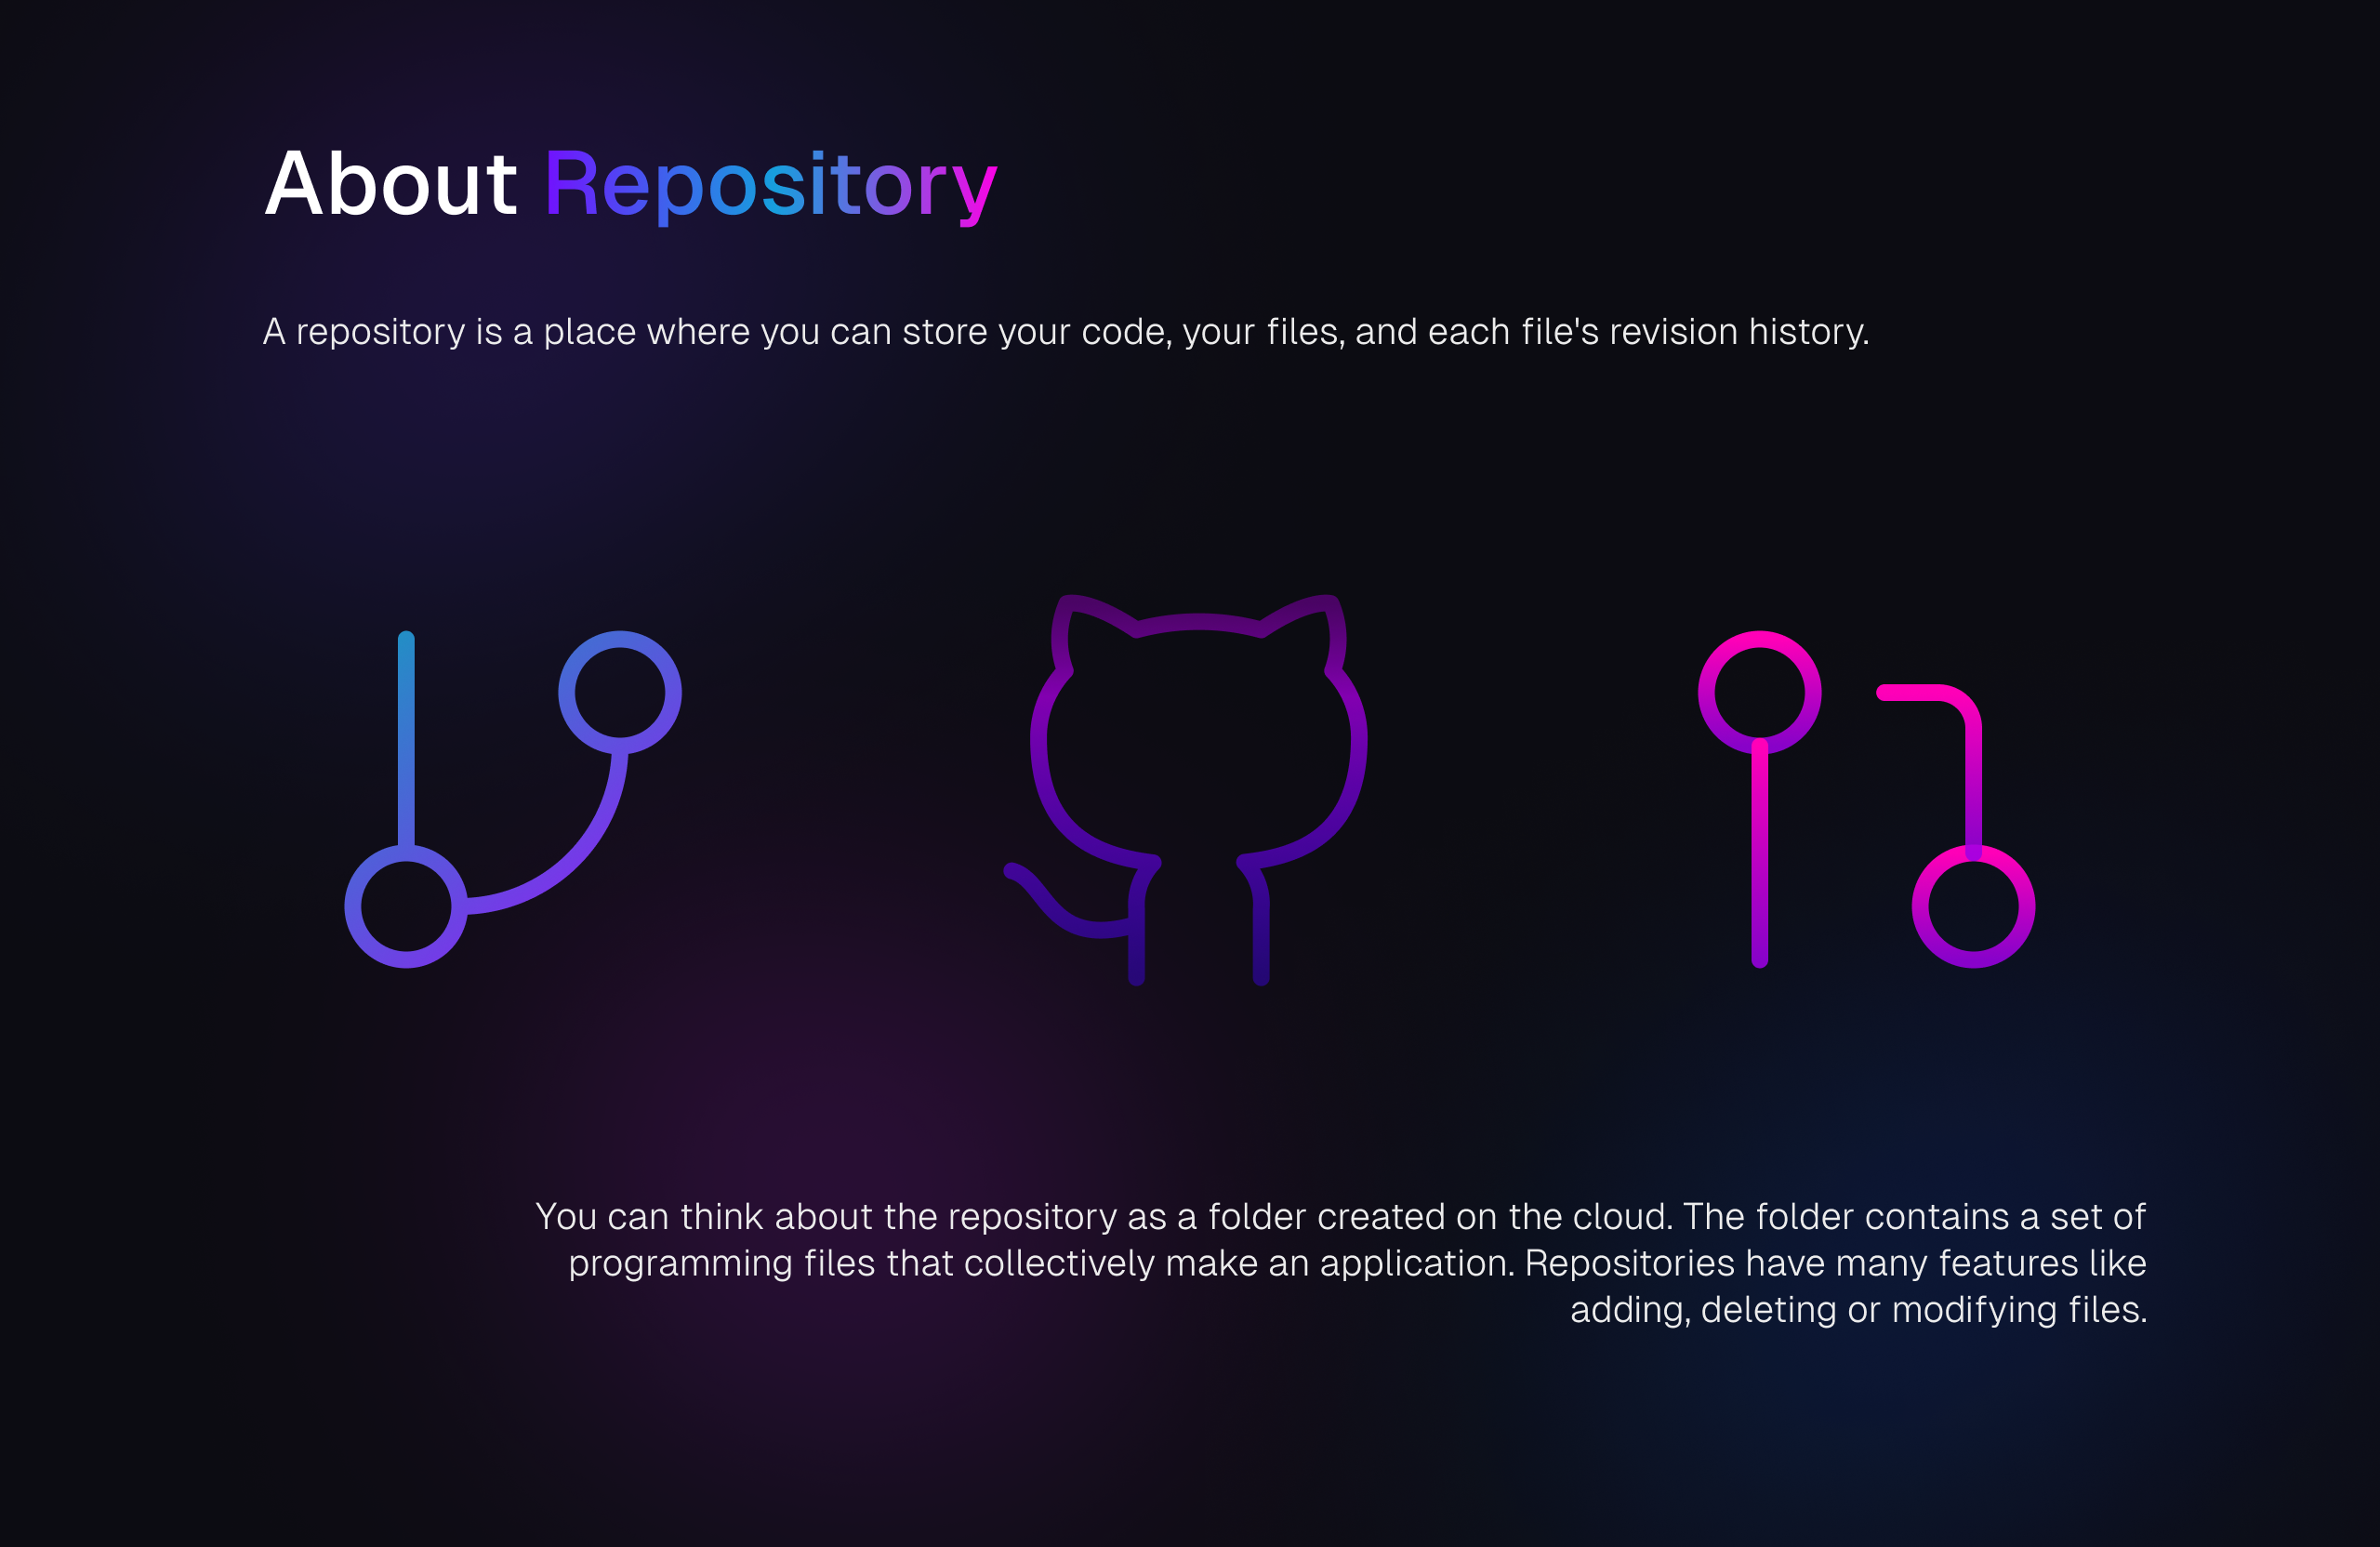 About Repository
A repository is a place where you can store your code, your files, and each file's revision history.
You can think about the repository as a folder created on the cloud. The folder contains a set of
programming files that collectively make an application. Repositories have many features like
adding, deleting or modifying files.